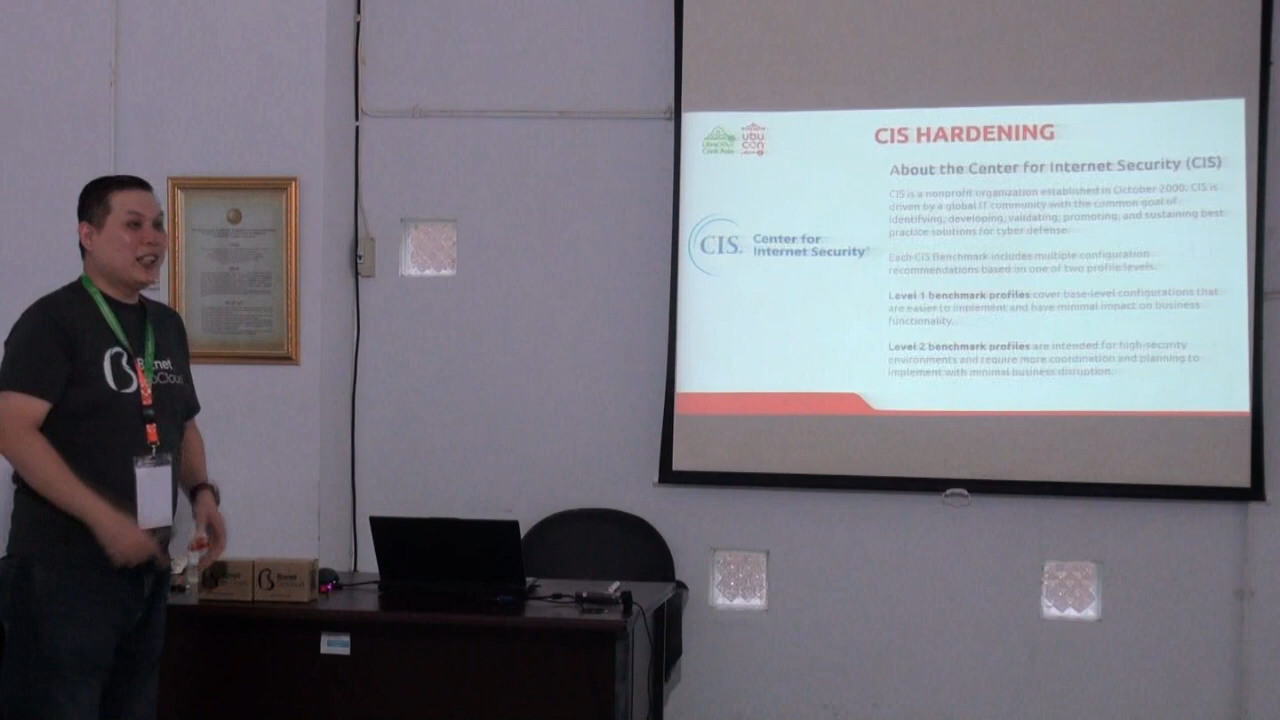 CIS HARDENING
About the Center for Internet Security (CIS)
CIS is a nonprofit organization established in October 2000. CIS is
driven by a global IT community with the common goal of
identifying, developing, validating, promoting, and sustaining best
practice solutions for cyber defense.
Each CIS Benchmark includes multiple configuration
recommendations based on one of two profile levels.
Level 1 benchmark profiles cover base-level configurations that
are easier to implement and have minimal impact on business
functionality.
Level 2 benchmark profiles are intended for high-security
environments and require more coordination and planning to
implement with minimal business disruption.
CIS.
Center for
Internet Security®
UBU
CON
Biznet
Biznet